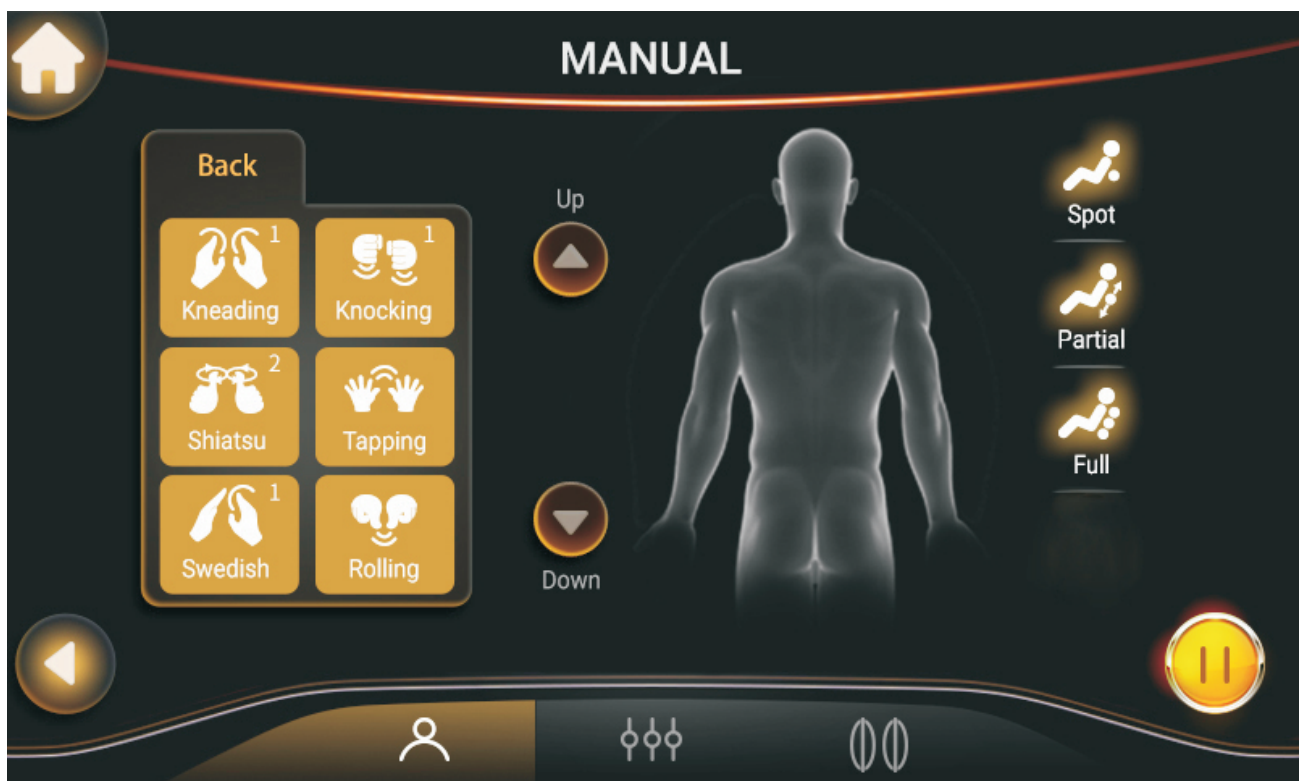 MANUAL
Back
1
Kneading
1
Knocking
2
Shiatsu
Tapping
1
Swedish
Rolling
Up
Down
Spot
Partial
Full